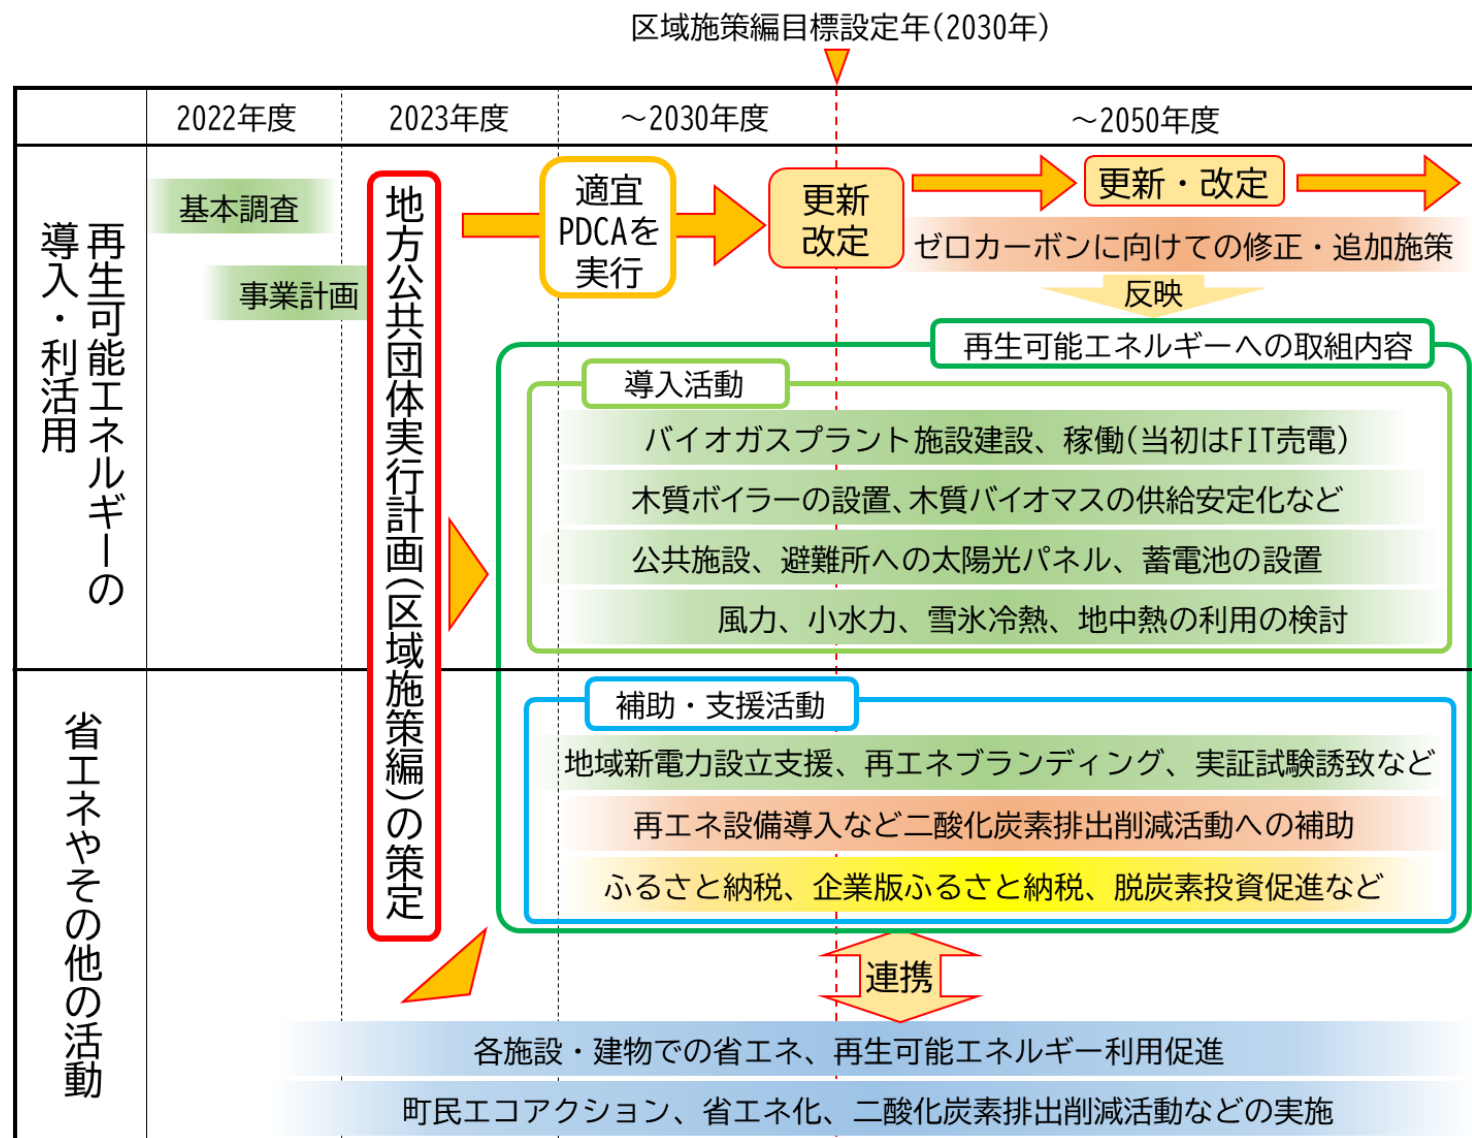 区域施策編目標設定年(2030年)
2022年度
2023年度
～2030年度
～2050年度
再生可能エネルギーの
導入・利活用
基本調査
事業計画
地方公共団体実行計画(区域施策編)の策定
適宜
PDCAを
実行
更新
改定
更新・改定
ゼロカーボンに向けての修正・追加施策
反映
再生可能エネルギーへの取組内容
導入活動
バイオガスプラント施設建設、稼働(当初はFIT売電)
木質ボイラーの設置、木質バイオマスの供給安定化など
公共施設、避難所への太陽光パネル、蓄電池の設置
風力、小水力、雪氷冷熱、地中熱の利用の検討
省エネやその他の活動
補助・支援活動
地域新電力設立支援、再エネブランディング、実証試験誘致など
再エネ設備導入など二酸化炭素排出削減活動への補助
ふるさと納税、企業版ふるさと納税、脱炭素投資促進など
連携
各施設・建物での省エネ、再生可能エネルギー利用促進
町民エコアクション、省エネ化、二酸化炭素排出削減活動などの実施